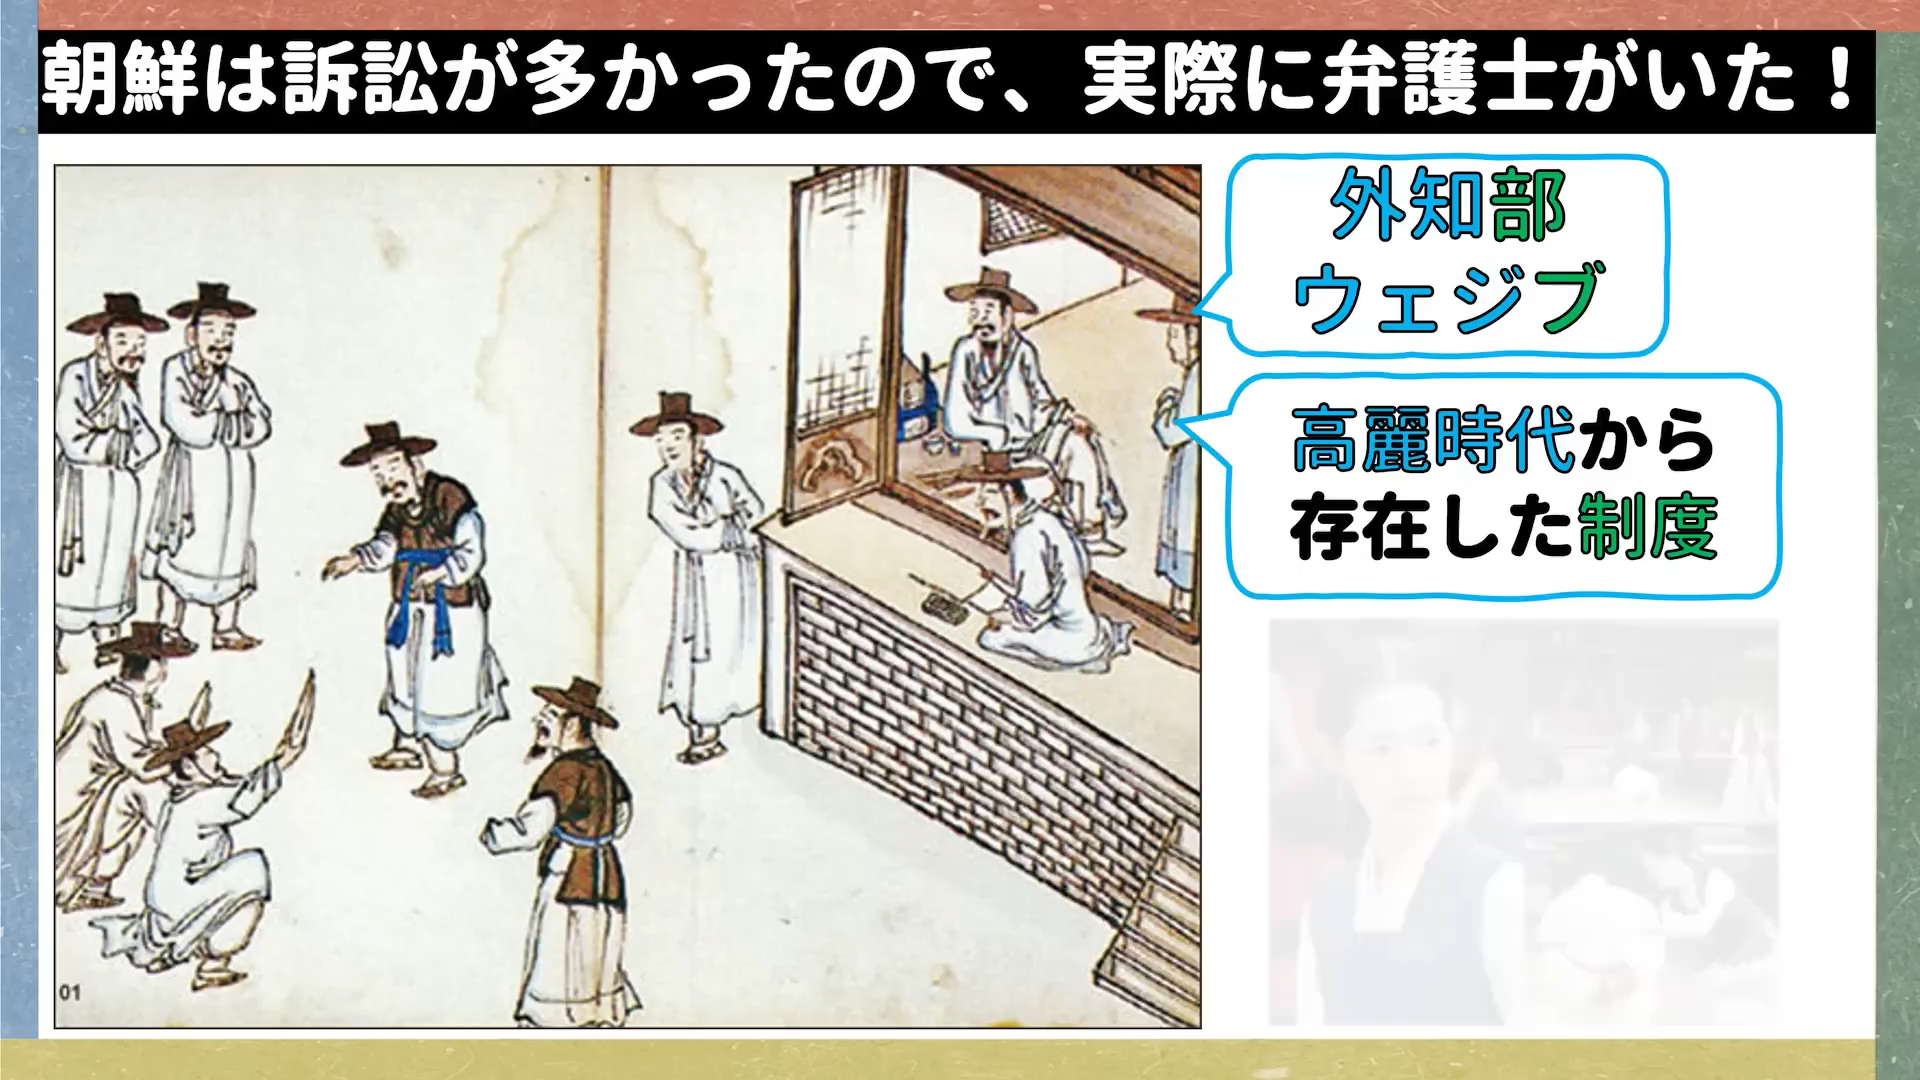 朝鮮は訴訟が多かったので、実際に弁護士がいた！
外知部
ウェジブ
高麗時代から
存在した制度
01